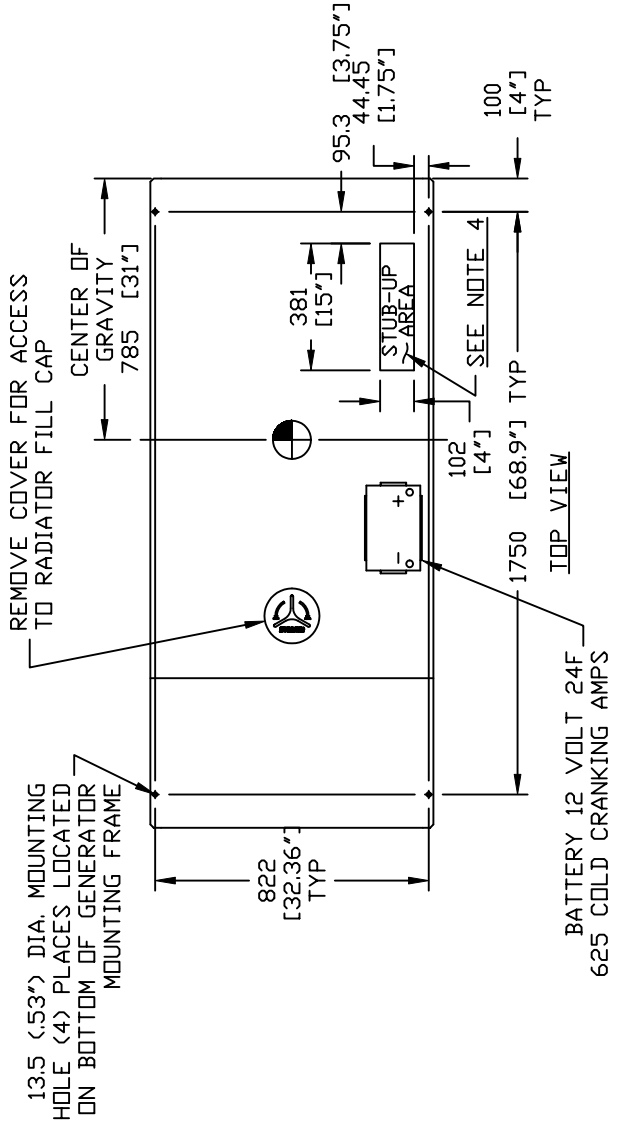 REMOVE COVER FOR ACCESS
TO RADIATOR FILL CAP
CENTER OF
GRAVITY
785 [31"]
13.5 (.53") DIA. MOUNTING
HOLE (4) PLACES LOCATED
ON BOTTOM OF GENERATOR
MOUNTING FRAME
822
[32.36"]
TYP
381
[15"]
95.3 [3.75"]
44.45
[1.75"]
STUB-UP
AREA
102
[4"]
SEE NOTE 4
100
[4"]
TYP
- +
1750 [68.9"] TYP
TOP VIEW
BATTERY 12 VOLT 24F
625 COLD CRANKING AMPS